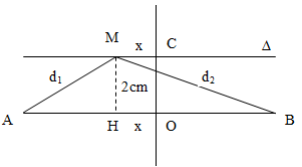 M x C Δ
d₁ d₂
2cm
A B
H x O